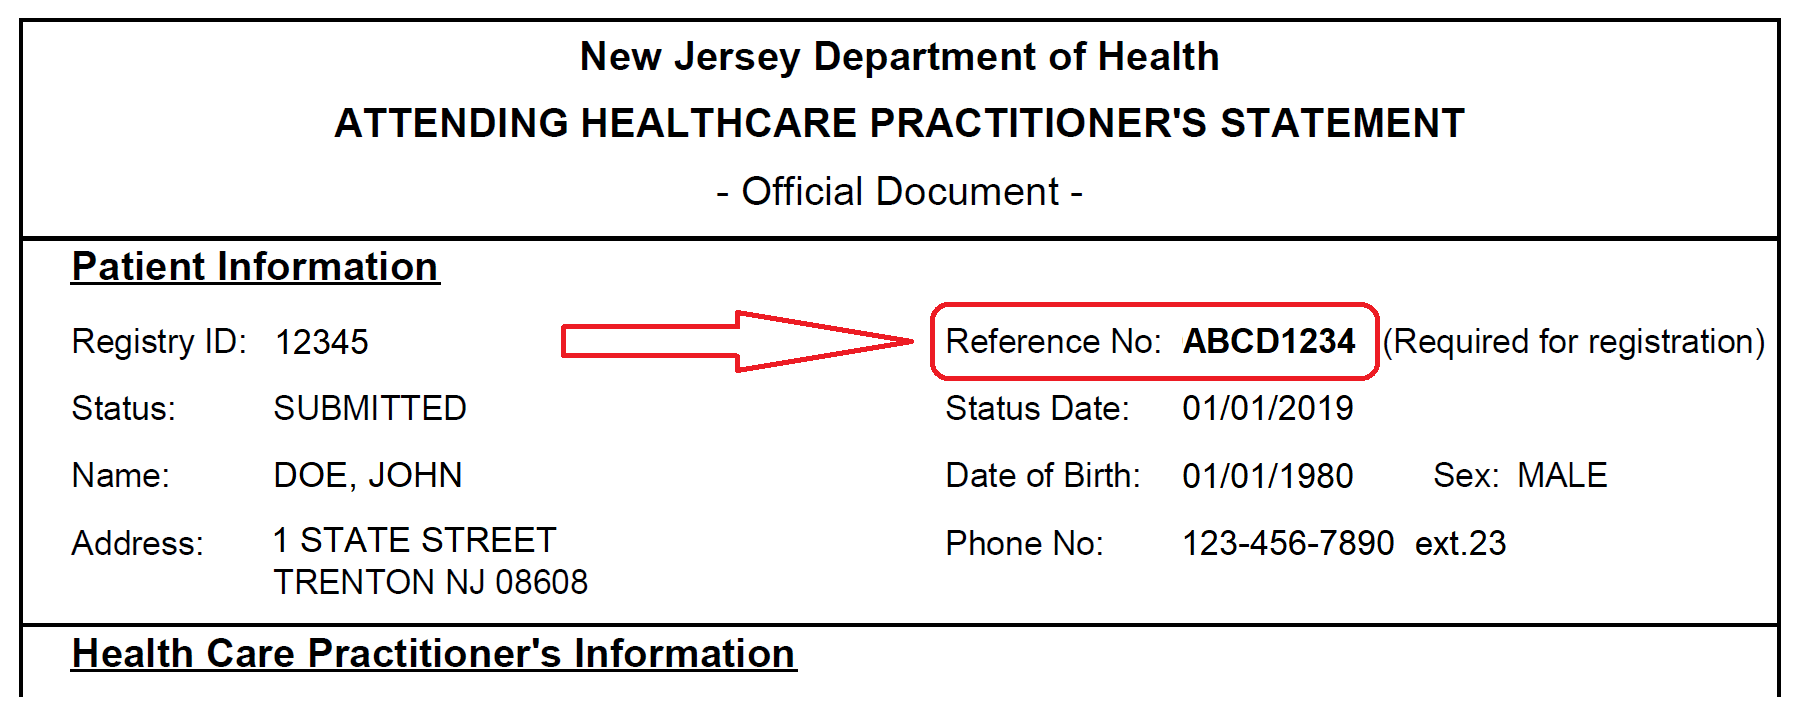 New Jersey Department of Health
ATTENDING HEALTHCARE PRACTITIONER'S STATEMENT
- Official Document -
Patient Information
Registry ID: 12345 Reference No: ABCD1234 (Required for registration)
Status: SUBMITTED Status Date: 01/01/2019
Name: DOE, JOHN Date of Birth: 01/01/1980 Sex: MALE
Address: 1 STATE STREET Phone No: 123-456-7890 ext.23
TRENTON NJ 08608
Health Care Practitioner's Information